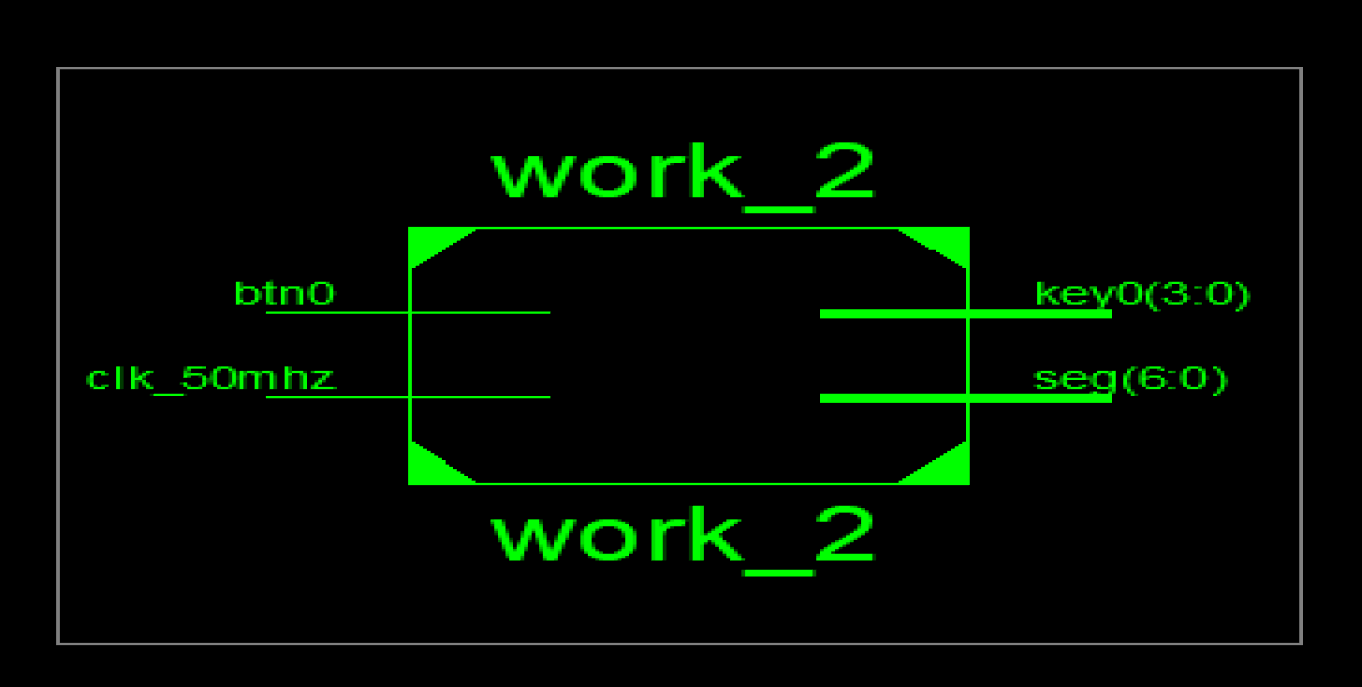 work_2
btn0
key0(3:0)
clk_50mhz
seg(6:0)
work_2